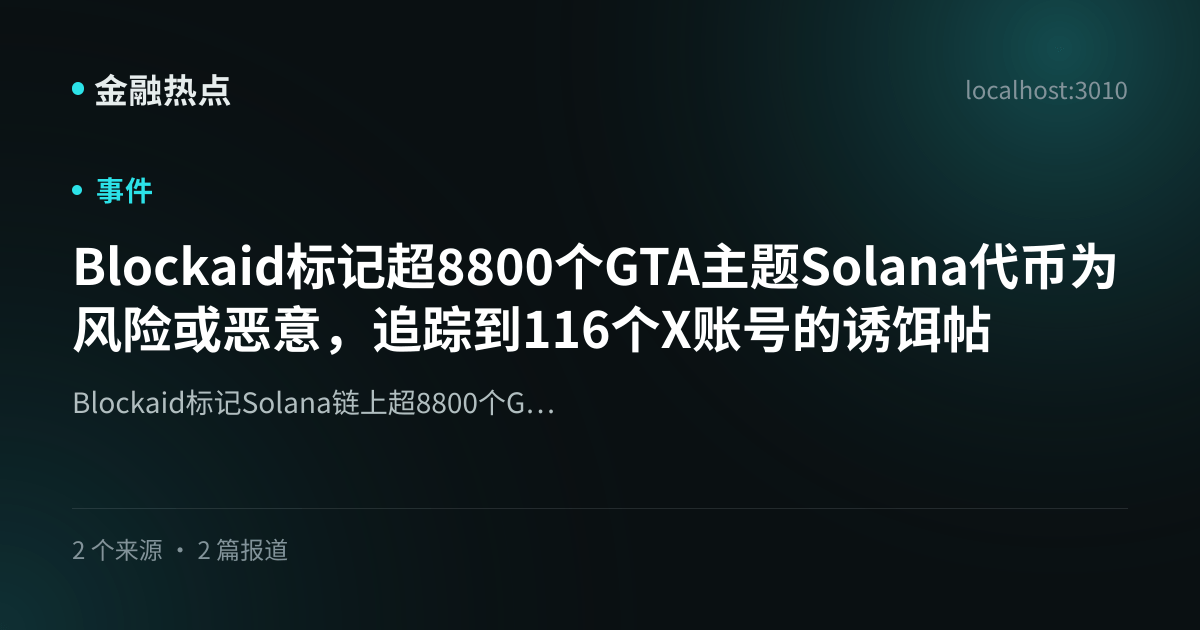 金融热点
localhost:3010
事件
Blockaid标记超8800个GTA主题Solana代币为
风险或恶意，追踪到116个X账号的诱饵帖
Blockaid标记Solana链上超8800个G…
2 个来源 · 2 篇报道